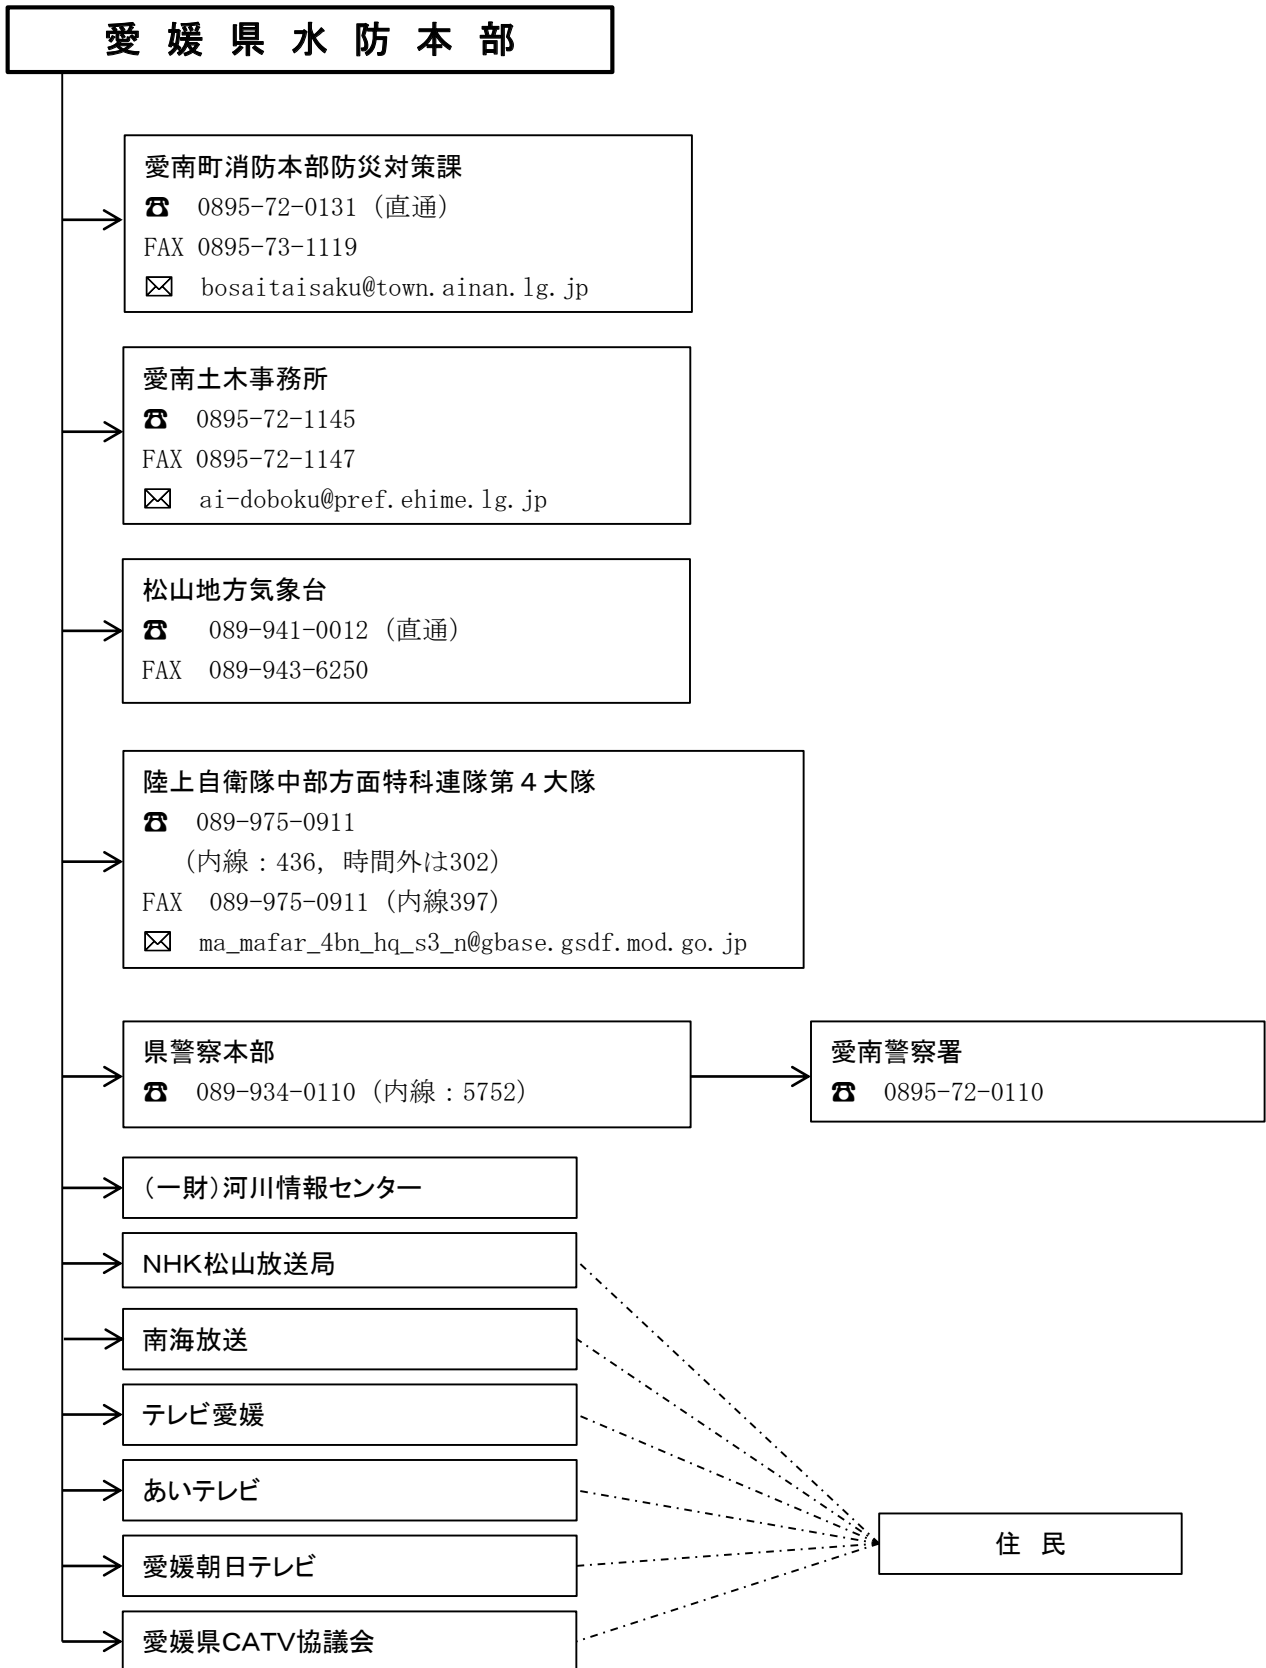 愛媛県水防本部
愛南町消防本部防災対策課
☎ 0895-72-0131（直通）
FAX 0895-73-1119
✉ bosaitaisaku@town.ainan.lg.jp
愛南土木事務所
☎ 0895-72-1145
FAX 0895-72-1147
✉ ai-doboku@pref.ehime.lg.jp
松山地方気象台
☎ 089-941-0012（直通）
FAX 089-943-6250
陸上自衛隊中部方面特科連隊第４大隊
☎ 089-975-0911
（内線：436，時間外は302）
FAX 089-975-0911（内線397）
✉ ma_mafar_4bn_hq_s3_n@gbase.gsdf.mod.go.jp
県警察本部
☎ 089-934-0110（内線：5752）
愛南警察署
☎ 0895-72-0110
（一財）河川情報センター
NHK松山放送局
南海放送
テレビ愛媛
あいテレビ
愛媛朝日テレビ
愛媛県CATV協議会
住 民